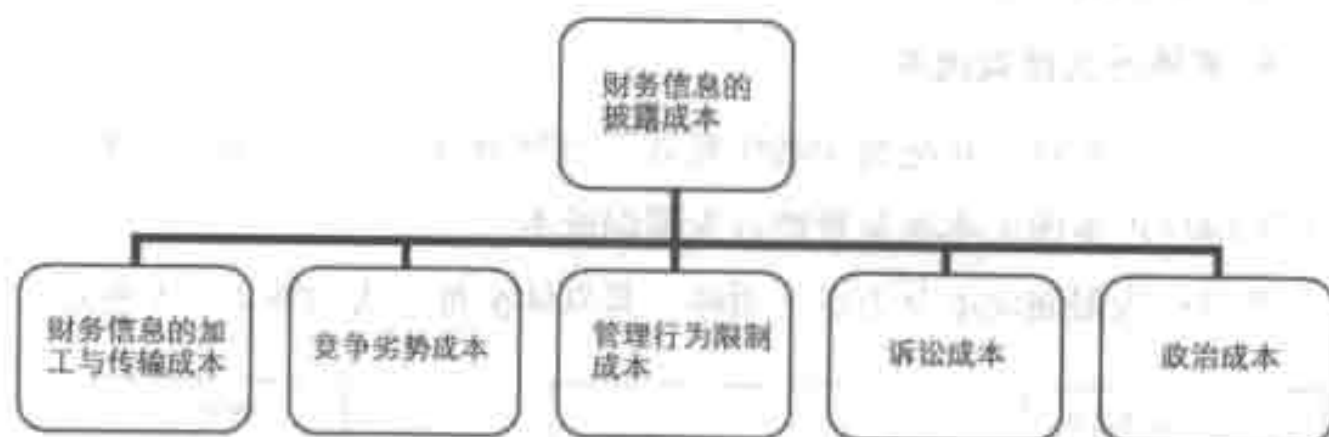 财务信息的
披露成本
财务信息的加
工与传输成本
竞争劣势成本
管理行为限制
成本
诉讼成本
政治成本